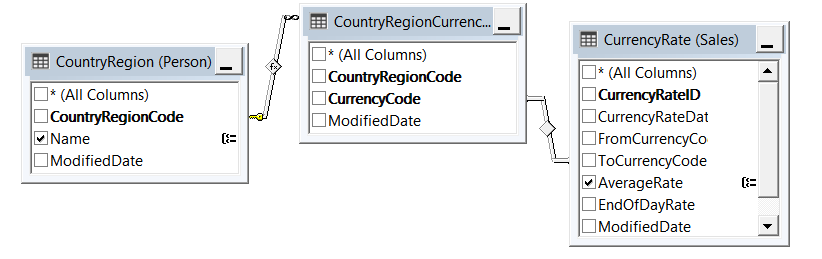 CountryRegion (Person)
* (All Columns)
CountryRegionCode
Name
ModifiedDate
CountryRegionCurrenc...
* (All Columns)
CountryRegionCode
CurrencyCode
ModifiedDate
CurrencyRate (Sales)
* (All Columns)
CurrencyRateID
CurrencyRateDat
FromCurrencyCo
ToCurrencyCode
AverageRate
EndOfDayRate
ModifiedDate